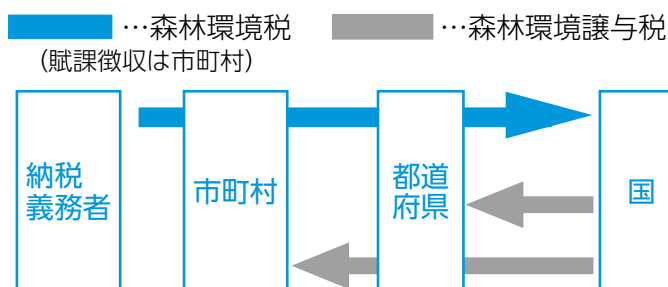 …森林環境税
…森林環境譲与税
(賦課徴収は市町村)
納税
義務者
市町村
都道
府県
国